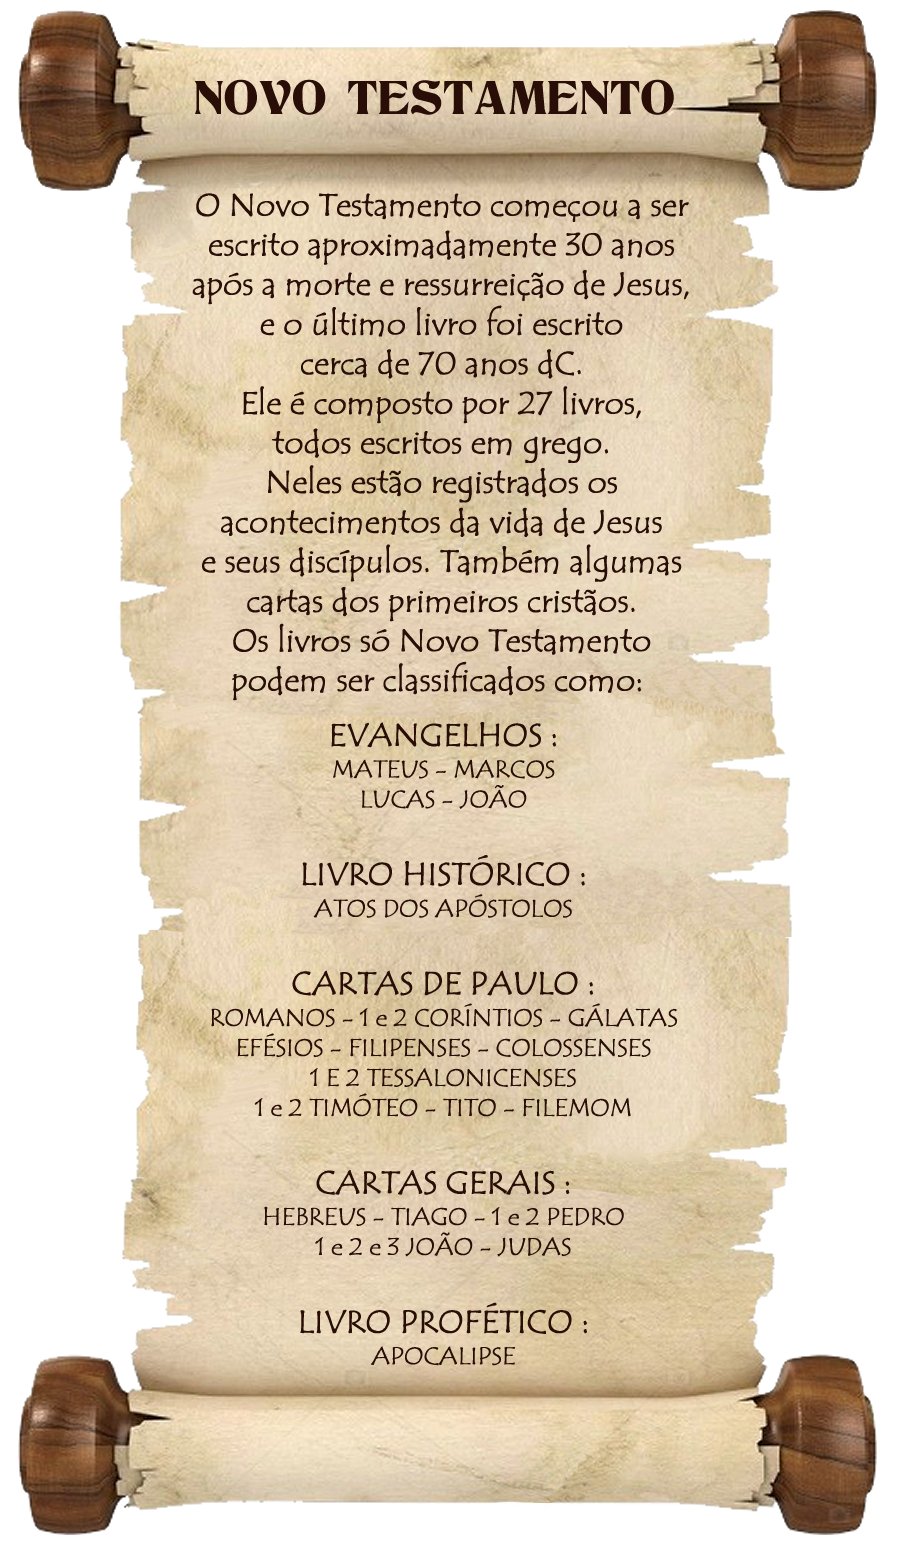 NOVO TESTAMENTO
O Novo Testamento começou a ser
escrito aproximadamente 30 anos
após a morte e ressurreição de Jesus,
e o último livro foi escrito
cerca de 70 anos dC.
Ele é composto por 27 livros,
todos escritos em grego.
Neles estão registrados os
acontecimentos da vida de Jesus
e seus discípulos. Também algumas
cartas dos primeiros cristãos.
Os livros só Novo Testamento
podem ser classificados como:
EVANGELHOS :
MATEUS - MARCOS
LUCAS - JOÃO
LIVRO HISTÓRICO :
ATOS DOS APÓSTOLOS
CARTAS DE PAULO :
ROMANOS - 1 e 2 CORÍNTIOS - GÁLATAS
EFÉSIOS - FILIPENSES - COLOSSENSES
1 E 2 TESSALONICENSES
1 e 2 TIMÓTEO - TITO - FILEMOM
CARTAS GERAIS :
HEBREUS - TIAGO - 1 e 2 PEDRO
1 e 2 e 3 JOÃO - JUDAS
LIVRO PROFÉTICO :
APOCALIPSE